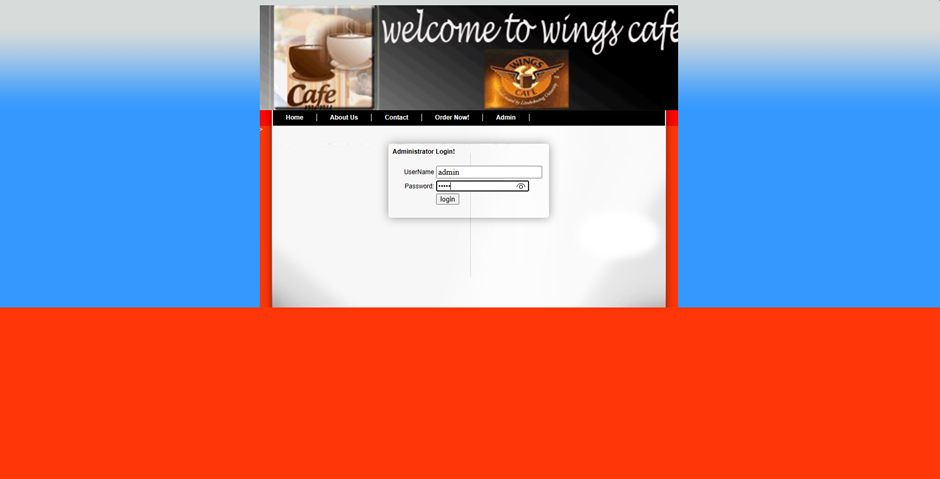 welcome to wings cafe
Cafe
menu
WINGS
CAFE
Home About Us Contact Order Now! Admin
>
Administrator Login!
UserName admin
Password: •••••
login